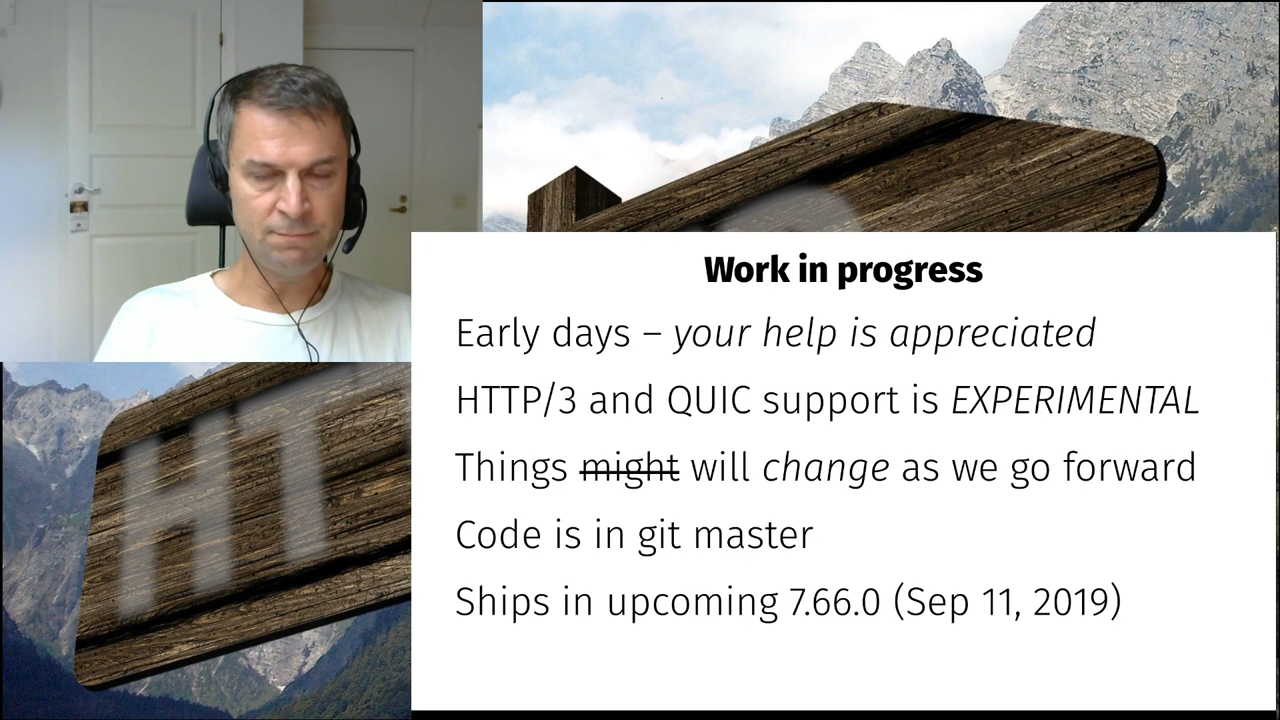 Work in progress
Early days – your help is appreciated
HTTP/3 and QUIC support is EXPERIMENTAL
Things might will change as we go forward
Code is in git master
Ships in upcoming 7.66.0 (Sep 11, 2019)
HT